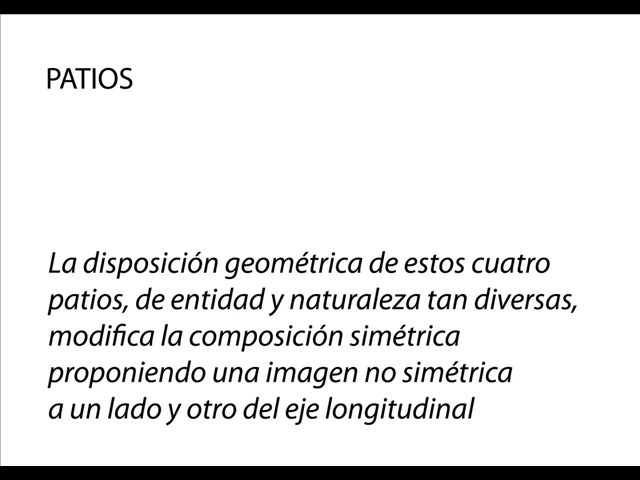 PATIOS
La disposición geométrica de estos cuatro
patios, de entidad y naturaleza tan diversas,
modifica la composición simétrica
proponiendo una imagen no simétrica
a un lado y otro del eje longitudinal